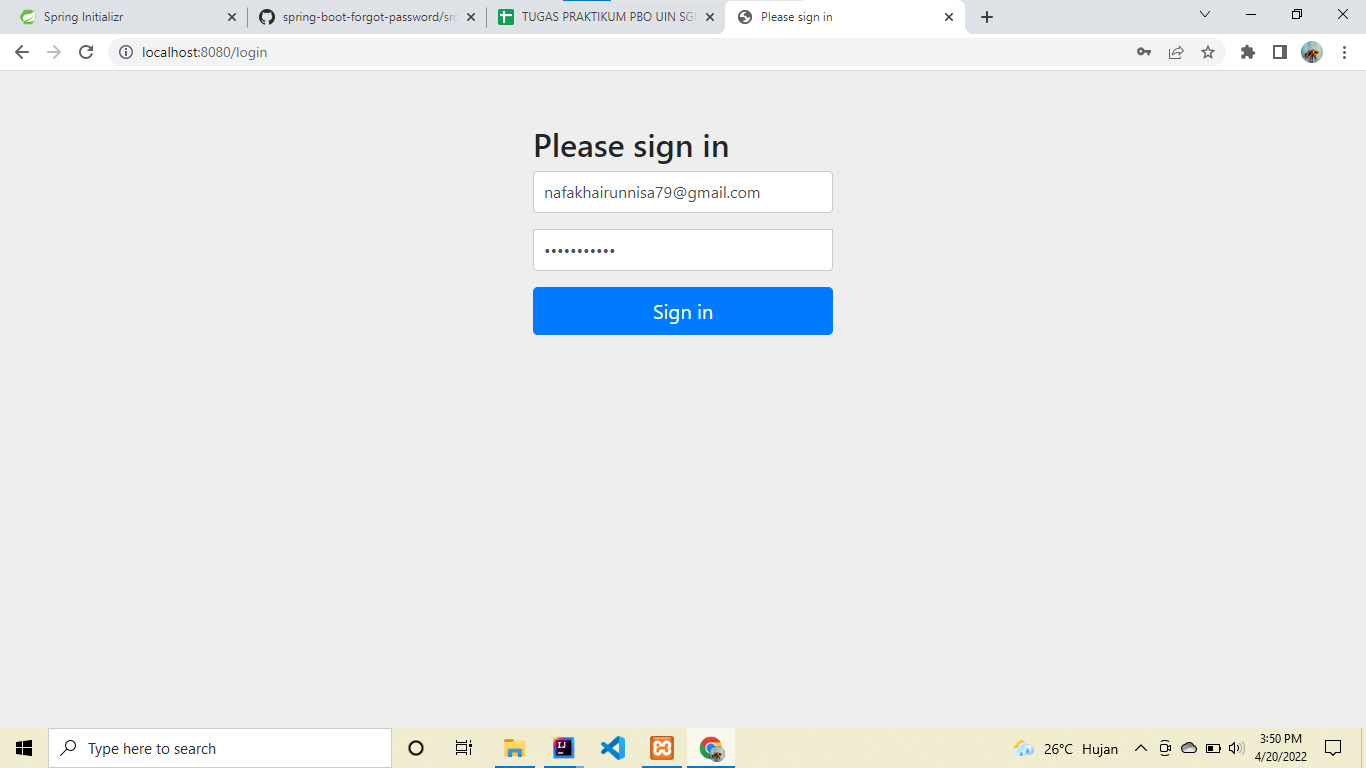 Spring Initializr
spring-boot-forgot-password/src
TUGAS PRAKTIKUM PBO UIN SG
Please sign in
localhost:8080/login
Please sign in
nafakhairunnisa79@gmail.com
•••••••••••
Sign in
Type here to search
26°C Hujan
3:50 PM
4/20/2022